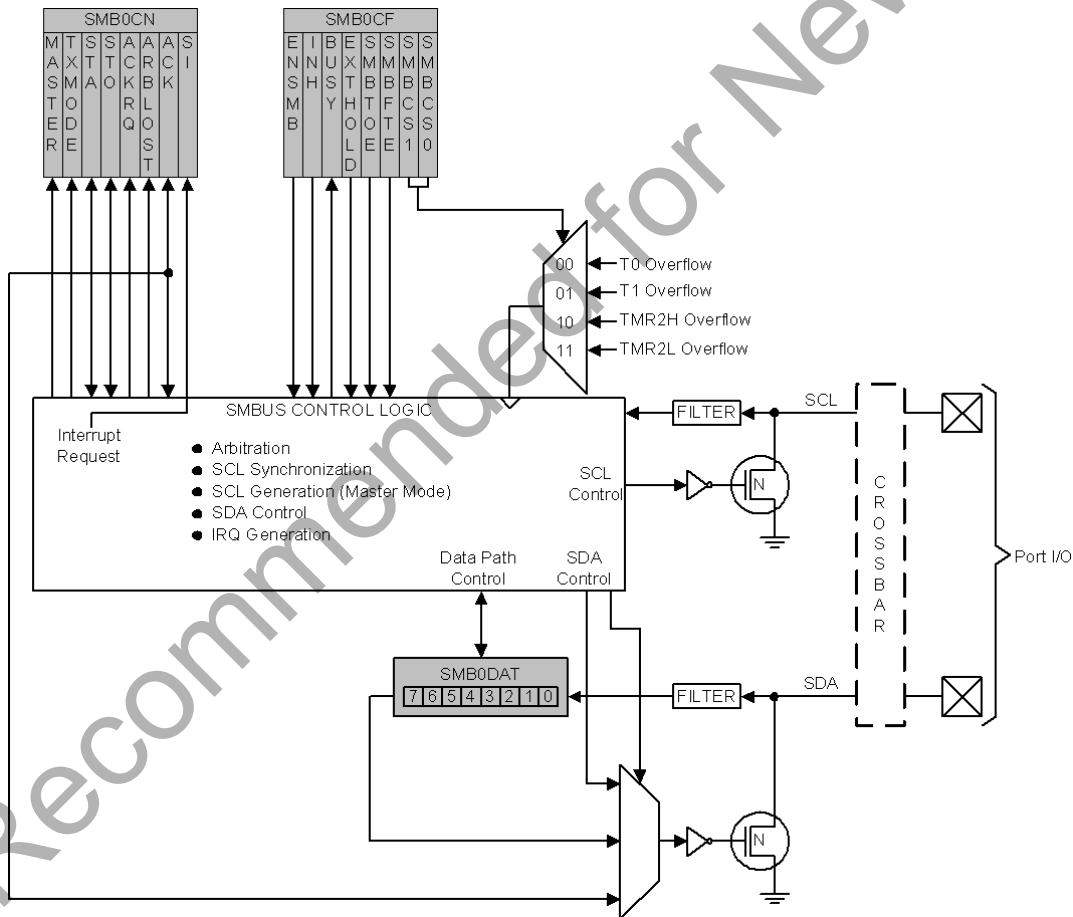 SMB0CN
MASTER
TXMODE
STA
STO
ACKRQ
ARBLOST
ACK
SI
SMB0CF
ENSMB
INH
BUSY
EXTHOLD
SMBTOE
SMBFTE
SMBCS1
SMBCS0
00
01
10
11
T0 Overflow
T1 Overflow
TMR2H Overflow
TMR2L Overflow
SMBUS CONTROL LOGIC
Interrupt
Request
Arbitration
SCL Synchronization
SCL Generation (Master Mode)
SDA Control
IRQ Generation
SCL
Control
Data Path
Control
SDA
Control
FILTER
SCL
N
CROSSBAR
Port I/O
SMB0DAT
7 6 5 4 3 2 1 0
FILTER
SDA
N
Recommended for New